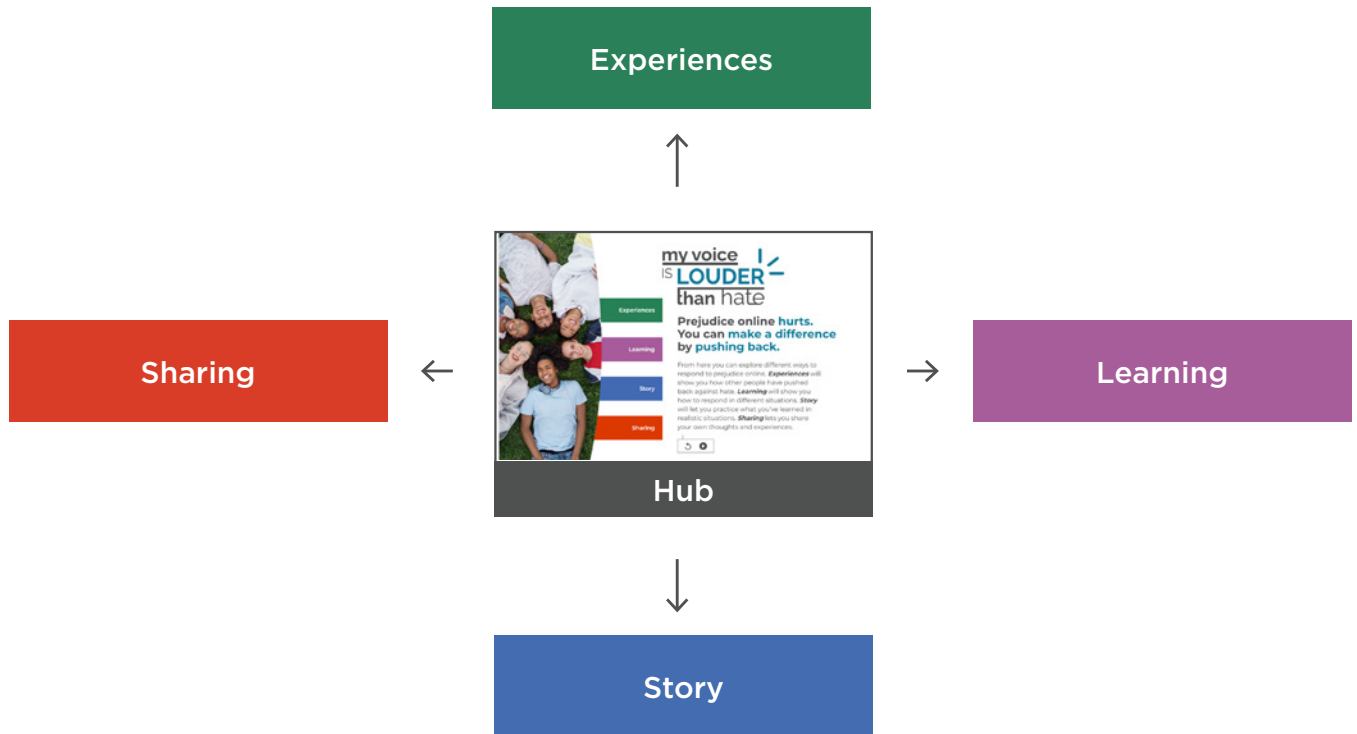 Experiences
my voice
IS LOUDER
than hate
Experiences
Learning
Story
Sharing
Prejudice online hurts.
You can make a difference
by pushing back.
From here you can explore different ways to
respond to prejudice online. Experiences will
show you how other people have pushed
back against hate. Learning will show you
how to respond in different situations. Story
will let you practice what you've learned in
realistic situations. Sharing lets you share
your own thoughts and experiences.
Sharing
Learning
Hub
Story